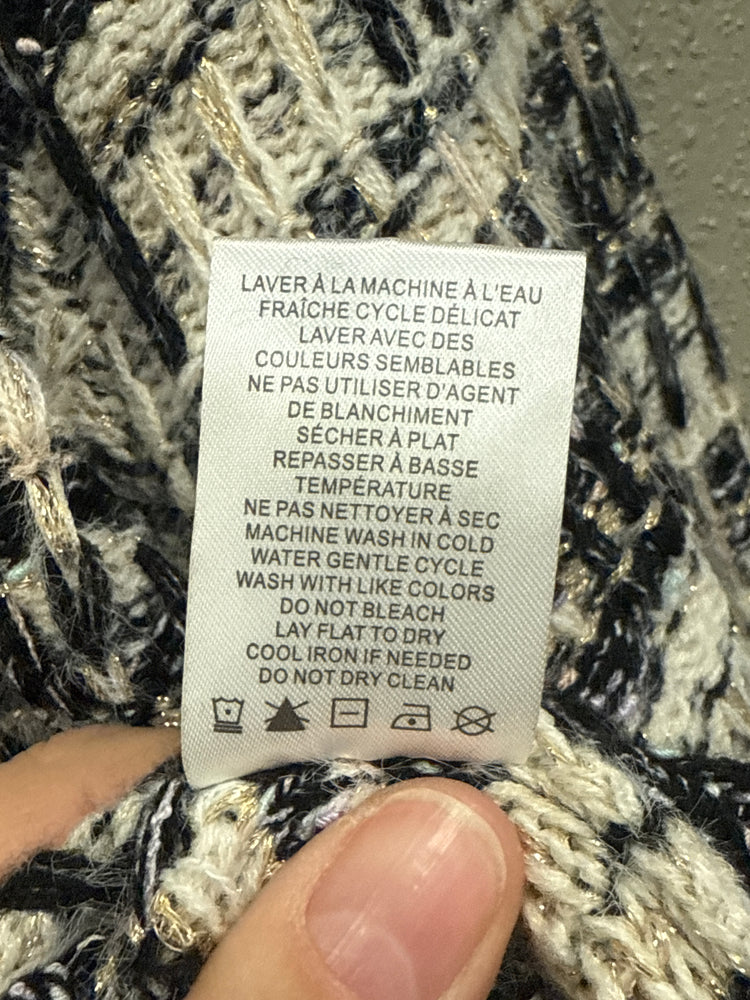 LAVER À LA MACHINE À L'EAU
FRAÎCHE CYCLE DÉLICAT
LAVER AVEC DES
COULEURS SEMBLABLES
NE PAS UTILISER D'AGENT
DE BLANCHIMENT
SÉCHER À PLAT
REPASSER À BASSE
TEMPÉRATURE
NE PAS NETTOYER À SEC
MACHINE WASH IN COLD
WATER GENTLE CYCLE
WASH WITH LIKE COLORS
DO NOT BLEACH
LAY FLAT TO DRY
COOL IRON IF NEEDED
DO NOT DRY CLEAN